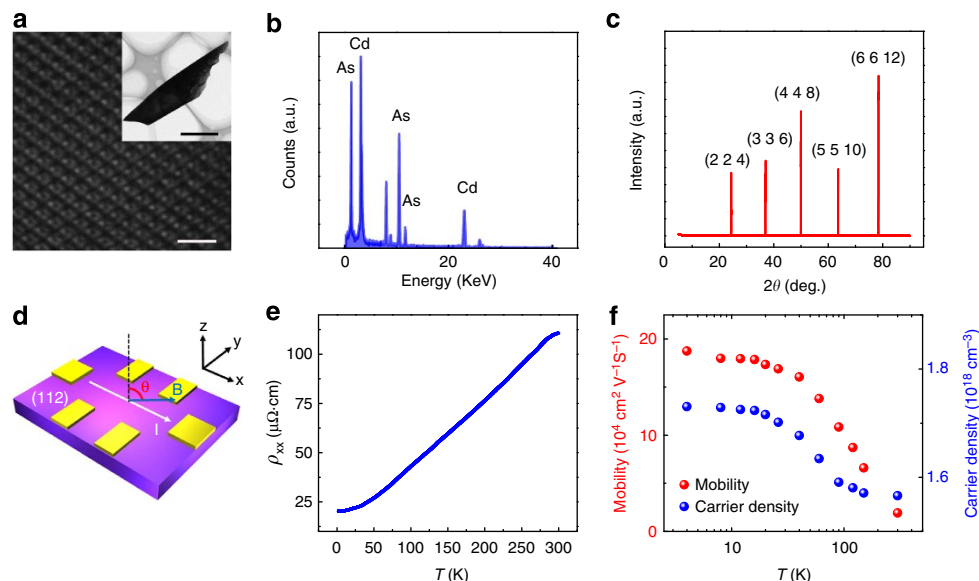 a
b
Counts (a.u.)
As
Cd
As
As
Cd
0
20
40
Energy (KeV)
c
Intensity (a.u.)
(2 2 4)
(3 3 6)
(4 4 8)
(5 5 10)
(6 6 12)
0
20
40
60
80
2θ (deg.)
d
(112)
θ
B
I
z
y
x
e
ρxx (μΩ·cm)
100
75
50
25
0
50
100
150
200
250
300
T (K)
f
Mobility (10⁴ cm² V⁻¹S⁻¹)
20
10
0
Mobility
Carrier density
10
100
T (K)
1.8
1.6
Carrier density (10¹⁸ cm⁻³)